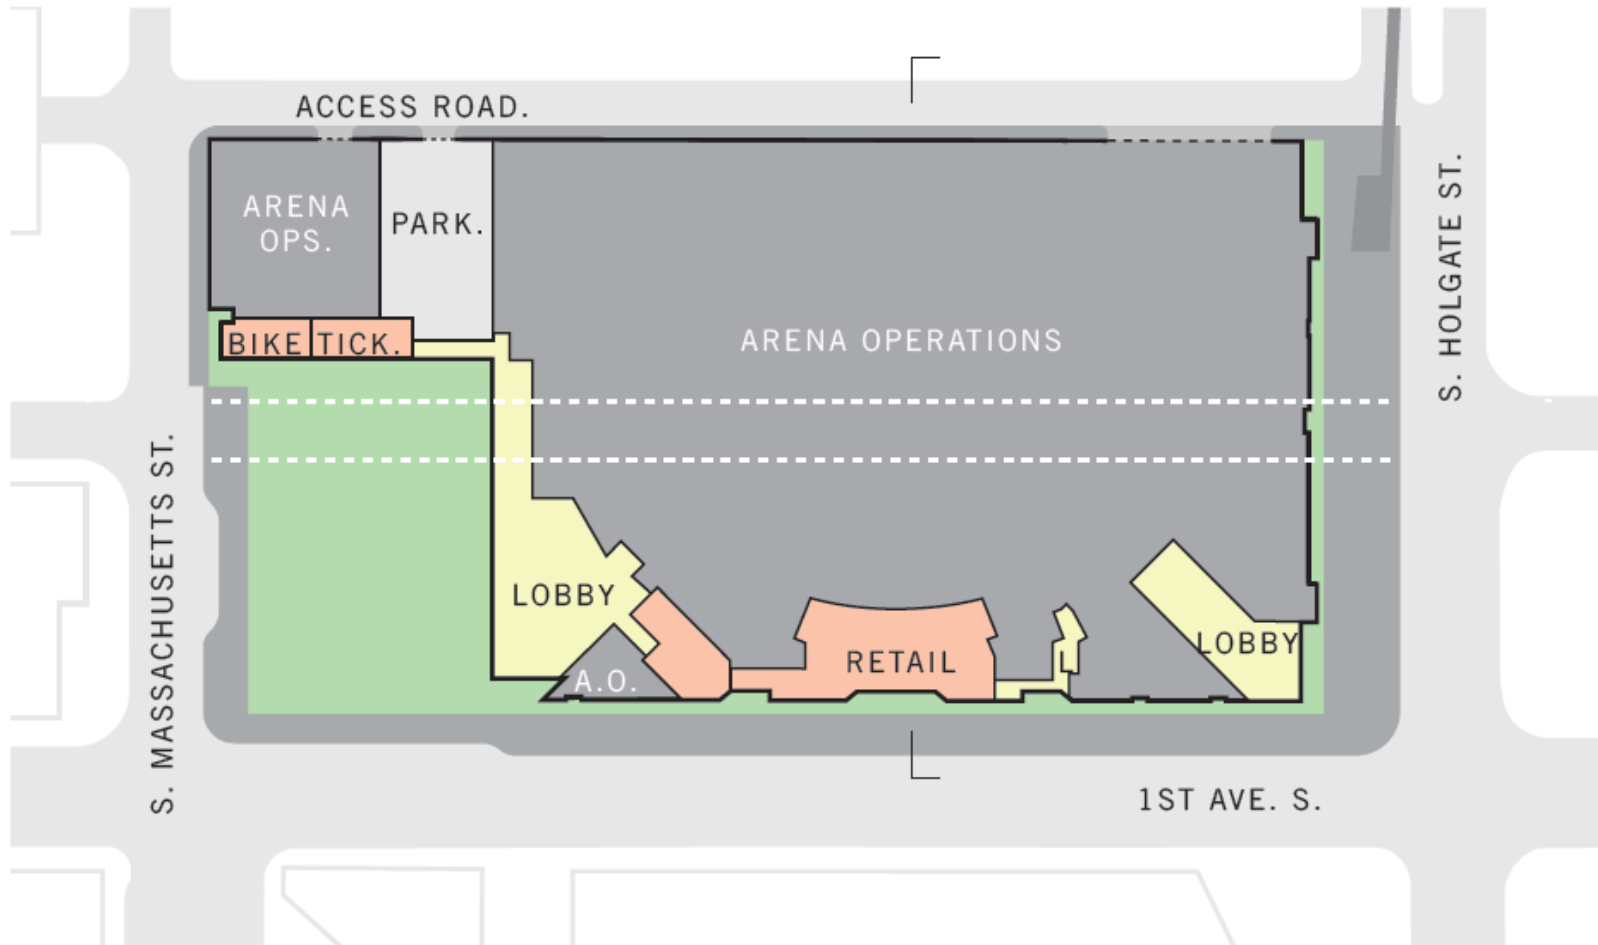 ACCESS ROAD.
ARENA
OPS.
PARK.
S. HOLGATE ST.
BIKE
TICK.
ARENA OPERATIONS
S. MASSACHUSETTS ST.
LOBBY
RETAIL
L
LOBBY
A.O.
1ST AVE. S.